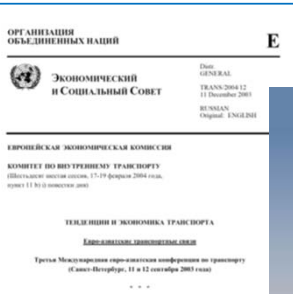 ОРГАНИЗАЦИЯ
ОБЪЕДИНЕННЫХ НАЦИЙ
E
ЭКОНОМИЧЕСКИЙ
И СОЦИАЛЬНЫЙ СОВЕТ
Distr.
GENERAL
TRANS/2004/12
11 December 2003
RUSSIAN
Original: ENGLISH
ЕВРОПЕЙСКАЯ ЭКОНОМИЧЕСКАЯ КОМИССИЯ
КОМИТЕТ ПО ВНУТРЕННЕМУ ТРАНСПОРТУ
(Шестьдесят шестая сессия, 17-19 февраля 2004 года,
пункт 11 b) i) повестки дня)
ТЕНДЕНЦИИ И ЭКОНОМИКА ТРАНСПОРТА
Евро-азиатские транспортные связи
Третья Международная евро-азиатская конференция по транспорту
(Санкт-Петербург, 11 и 12 сентября 2003 года)
* * *